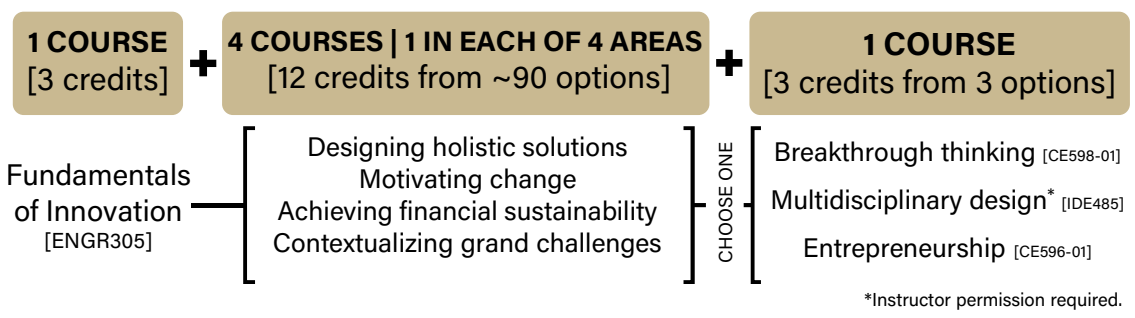 1 COURSE
[3 credits]
+
4 COURSES | 1 IN EACH OF 4 AREAS
[12 credits from ~90 options]
+
1 COURSE
[3 credits from 3 options]
Fundamentals
of Innovation
[ENGR305]
Designing holistic solutions
Motivating change
Achieving financial sustainability
Contextualizing grand challenges
CHOOSE ONE
Breakthrough thinking [CE598-01]
Multidisciplinary design* [IDE485]
Entrepreneurship [CE596-01]
*Instructor permission required.